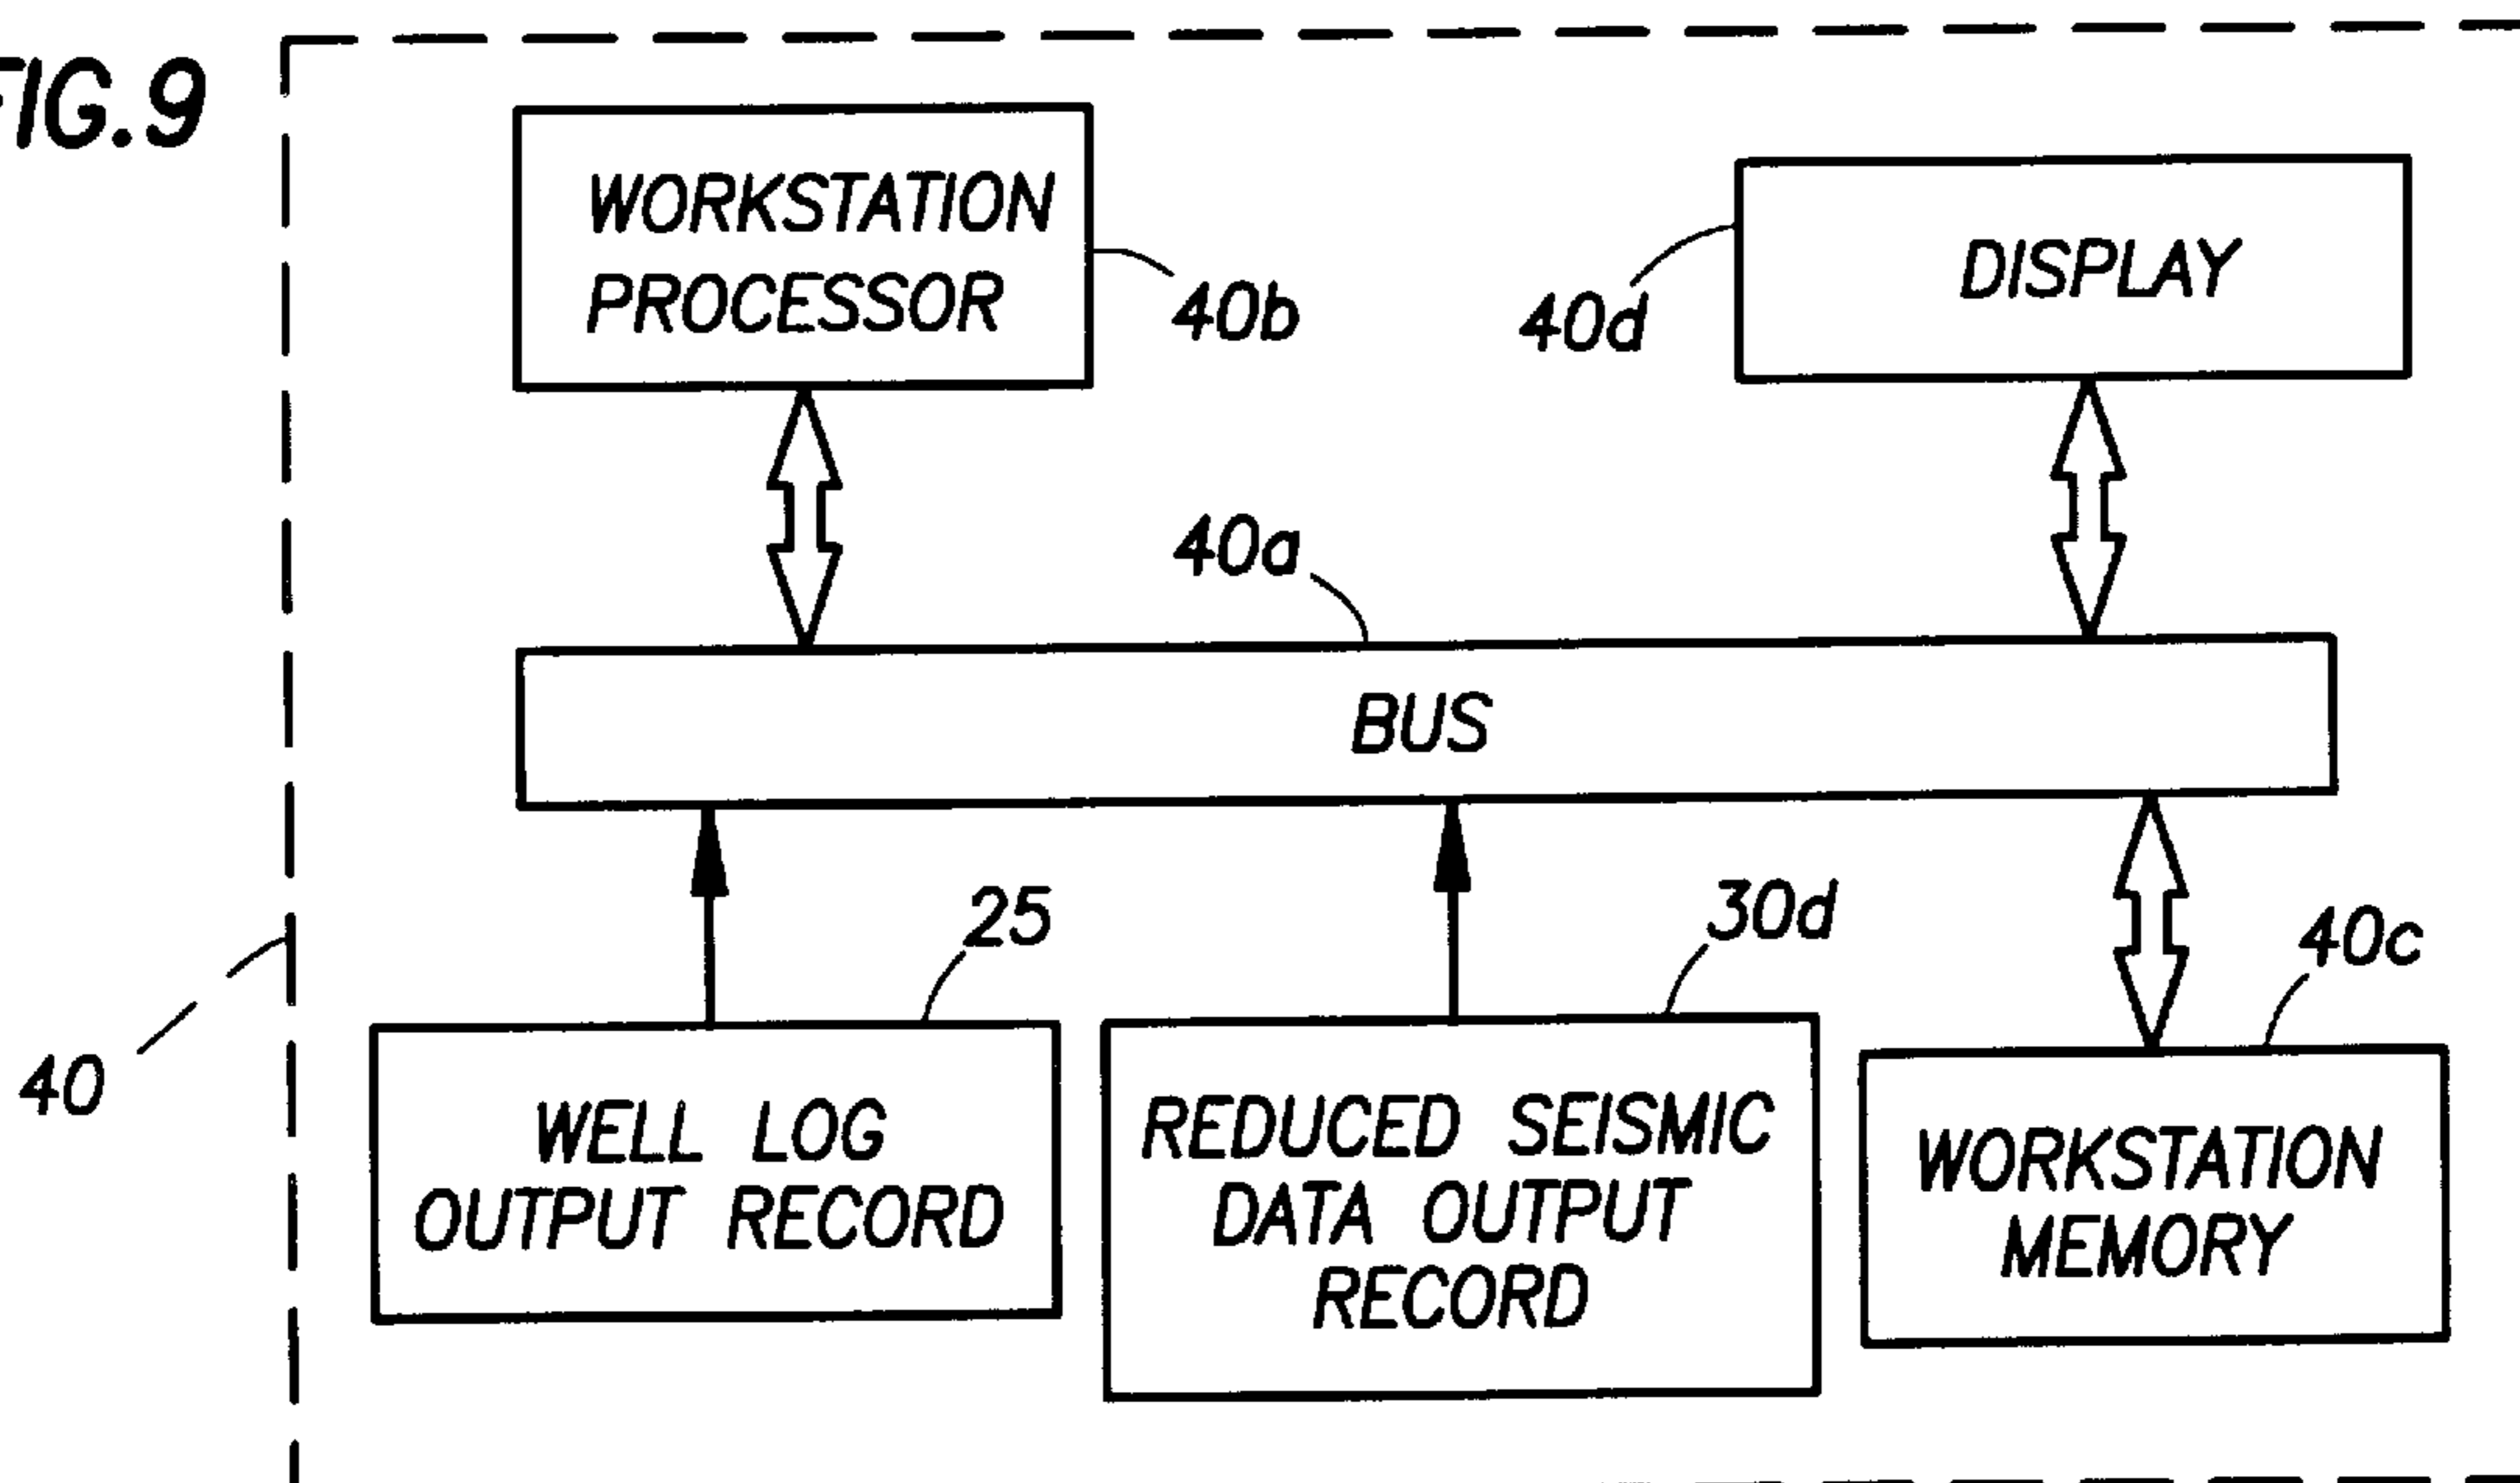 FIG.9
WORKSTATION
PROCESSOR
40b
40d
DISPLAY
40a
BUS
25
30d
40c
40
WELL LOG
OUTPUT RECORD
REDUCED SEISMIC
DATA OUTPUT
RECORD
WORKSTATION
MEMORY